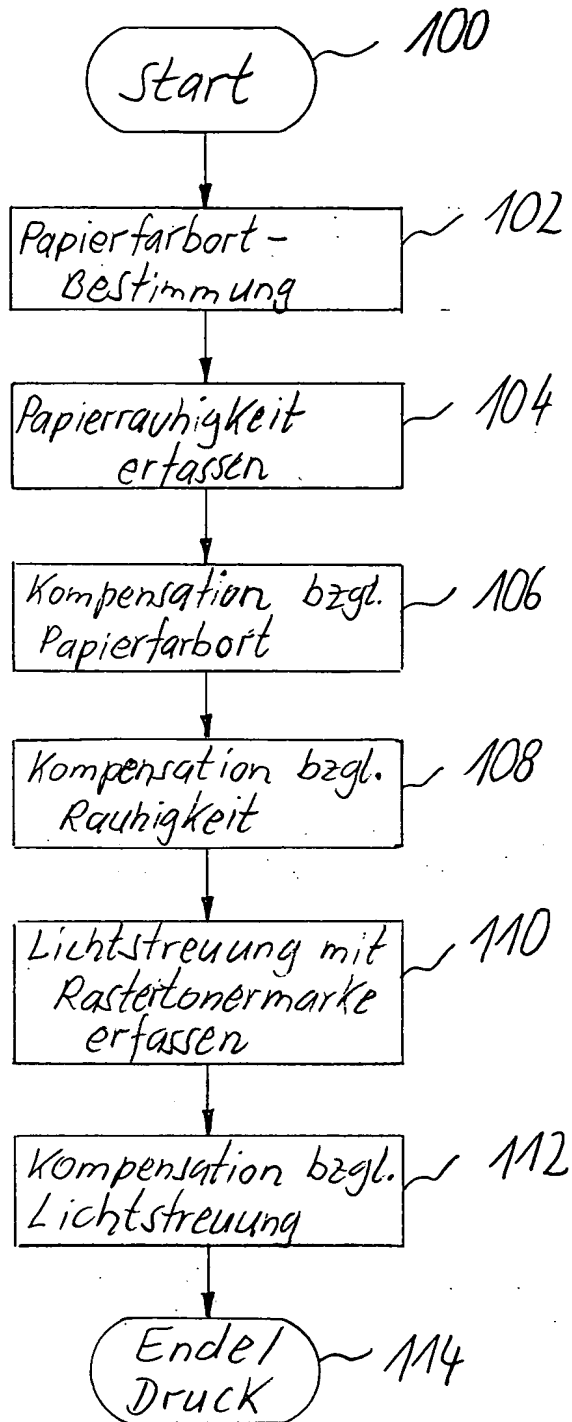 100
Start
102
Papierfarbort-
Bestimmung
104
Papierrauhigkeit
erfassen
106
Kompensation bzgl.
Papierfarbort
108
Kompensation bzgl.
Rauhigkeit
110
Lichtstreuung mit
Rastertonermarke
erfassen
112
Kompensation bzgl.
Lichtstreuung
Ende/
Druck
114